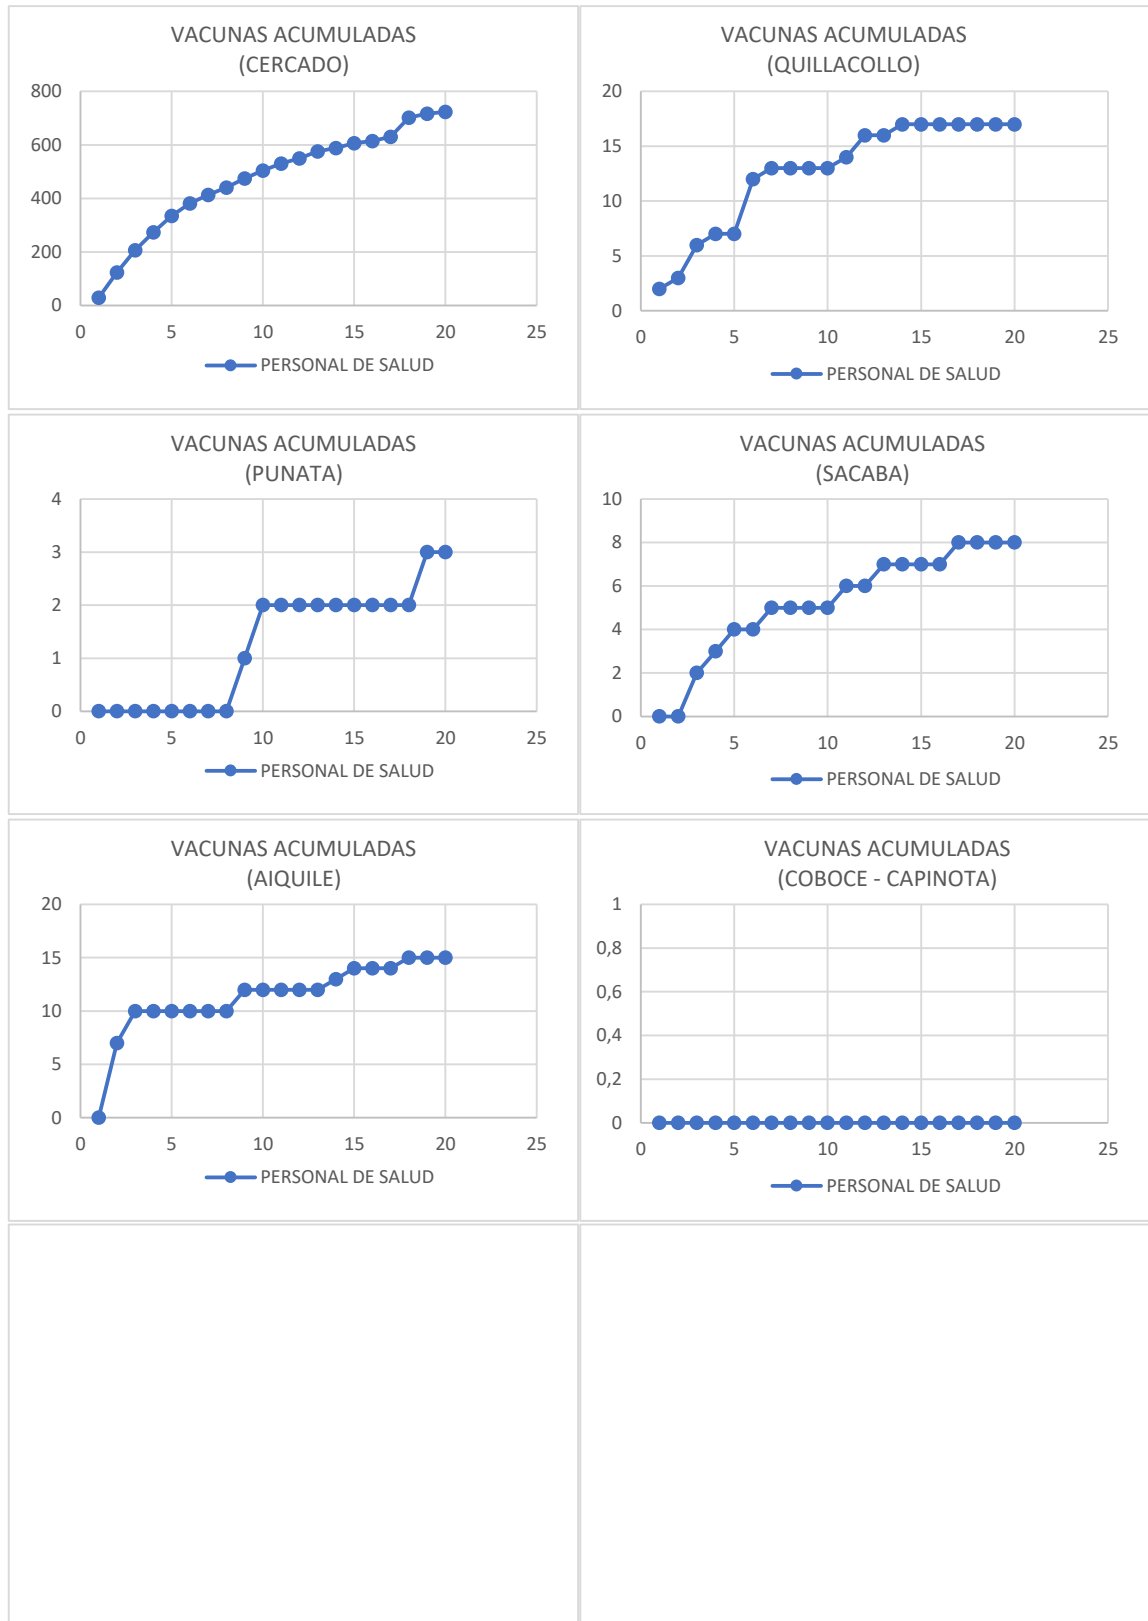 VACUNAS ACUMULADAS
(CERCADO)
800
600
400
200
0
0 5 10 15 20 25
PERSONAL DE SALUD
VACUNAS ACUMULADAS
(QUILLACOLLO)
20
15
10
5
0
0 5 10 15 20 25
PERSONAL DE SALUD
VACUNAS ACUMULADAS
(PUNATA)
4
3
2
1
0
0 5 10 15 20 25
PERSONAL DE SALUD
VACUNAS ACUMULADAS
(SACABA)
10
8
6
4
2
0
0 5 10 15 20 25
PERSONAL DE SALUD
VACUNAS ACUMULADAS
(AIQUILE)
20
15
10
5
0
0 5 10 15 20 25
PERSONAL DE SALUD
VACUNAS ACUMULADAS
(COBOCE - CAPINOTA)
1
0,8
0,6
0,4
0,2
0
0 5 10 15 20 25
PERSONAL DE SALUD